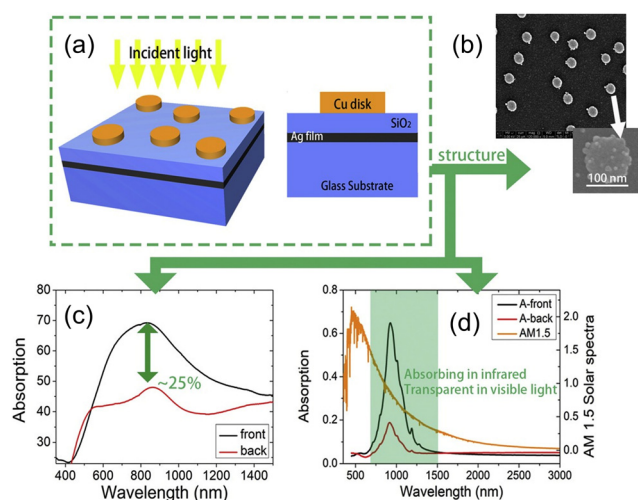 (a)
Incident light
Cu disk
SiO₂
Ag film
Glass Substrate
(b)
100 nm
structure
(c)
Absorption
70
60
50
40
30
~25%
front
back
400
600
800
1000
1200
1400
Wavelength (nm)
(d)
Absorption
0.8
0.6
0.4
0.2
0.0
A-front
A-back
AM1.5
Absorbing in infrared
Transparent in visible light
2.0
1.5
1.0
0.5
0.0
AM 1.5 Solar spectra
500
1000
1500
2000
2500
3000
Wavelength (nm)